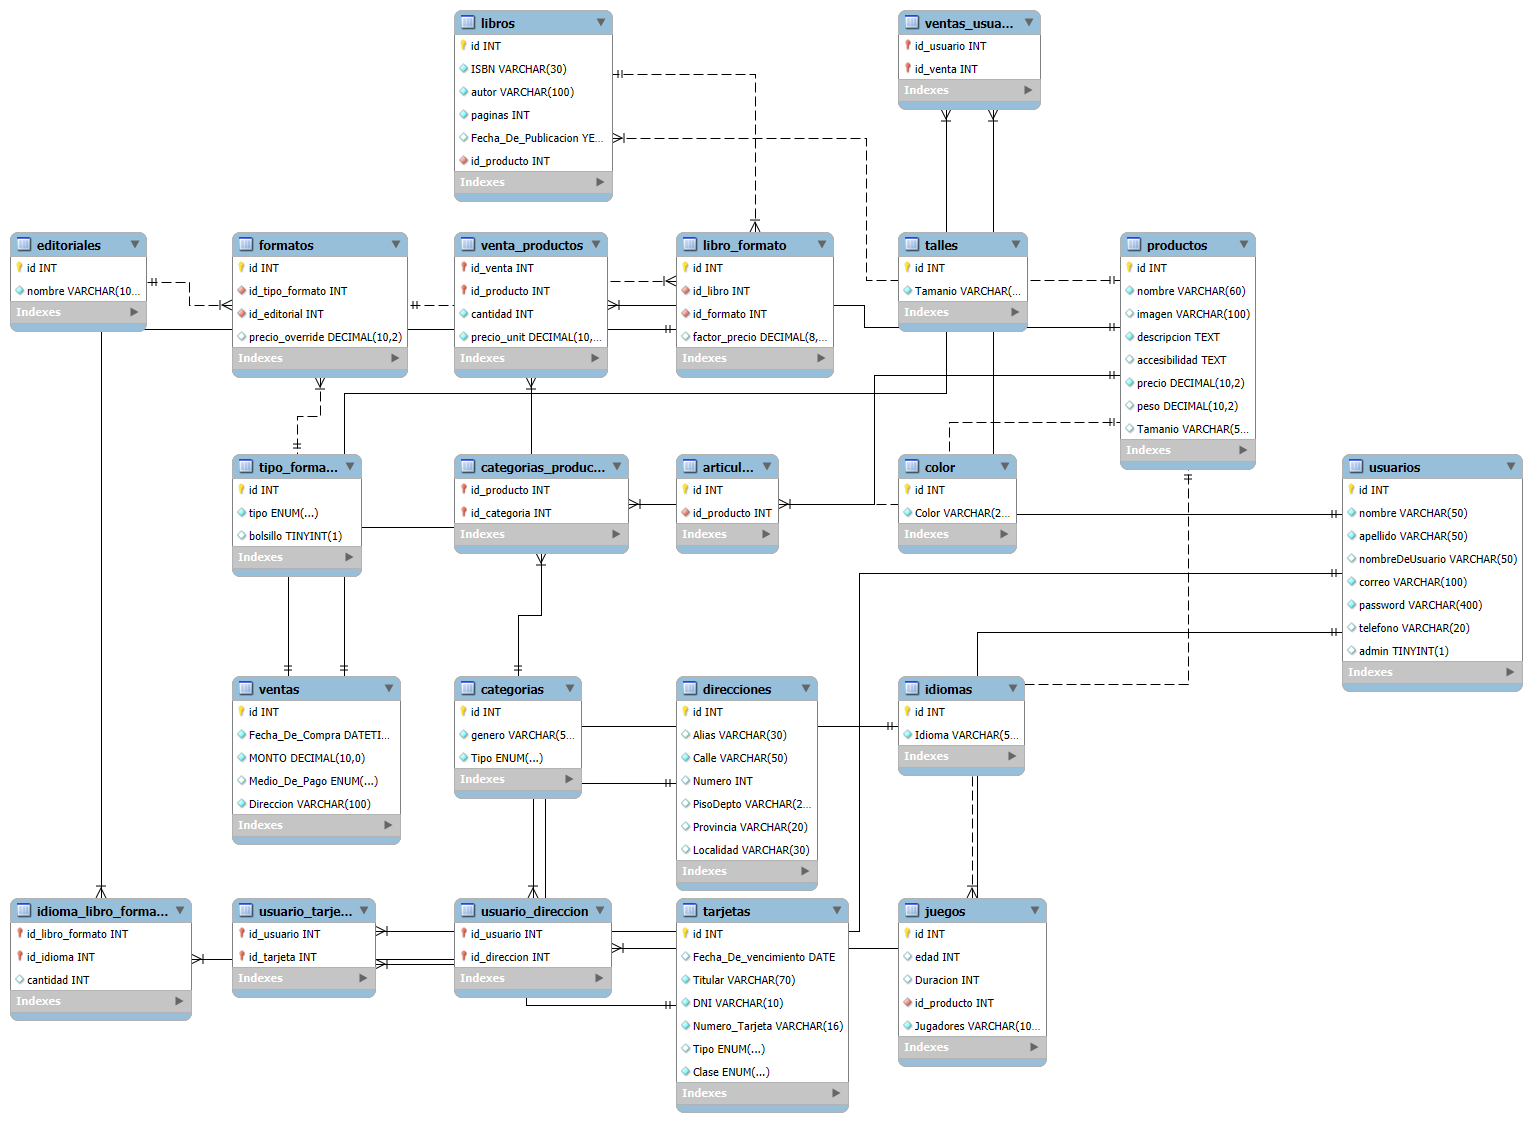 libros
id INT
ISBN VARCHAR(30)
autor VARCHAR(100)
paginas INT
Fecha_De_Publicacion YE...
id_producto INT
Indexes
ventas_usua...
id_usuario INT
id_venta INT
Indexes
editoriales
id INT
nombre VARCHAR(10...
Indexes
formatos
id INT
id_tipo_formato INT
id_editorial INT
precio_override DECIMAL(10,2)
Indexes
venta_productos
id_venta INT
id_producto INT
cantidad INT
precio_unit DECIMAL(10,...
Indexes
libro_formato
id INT
id_libro INT
id_formato INT
factor_precio DECIMAL(8,...
Indexes
talles
id INT
Tamanio VARCHAR(...
Indexes
productos
id INT
nombre VARCHAR(60)
imagen VARCHAR(100)
descripcion TEXT
accesibilidad TEXT
precio DECIMAL(10,2)
peso DECIMAL(10,2)
Tamanio VARCHAR(5...
Indexes
tipo_forma...
id INT
tipo ENUM(...)
bolsillo TINYINT(1)
Indexes
categorias_produc...
id_producto INT
id_categoria INT
Indexes
articul...
id INT
id_producto INT
Indexes
color
id INT
Color VARCHAR(2...
Indexes
usuarios
id INT
nombre VARCHAR(50)
apellido VARCHAR(50)
nombreDeUsuario VARCHAR(50)
correo VARCHAR(100)
password VARCHAR(400)
telefono VARCHAR(20)
admin TINYINT(1)
Indexes
ventas
id INT
Fecha_De_Compra DATETI...
MONTO DECIMAL(10,0)
Medio_De_Pago ENUM(...)
Direccion VARCHAR(100)
Indexes
categorias
id INT
genero VARCHAR(5...
Tipo ENUM(...)
Indexes
direcciones
id INT
Alias VARCHAR(30)
Calle VARCHAR(50)
Numero INT
PisoDepto VARCHAR(2...
Provincia VARCHAR(20)
Localidad VARCHAR(30)
Indexes
idiomas
id INT
Idioma VARCHAR(5...
Indexes
idioma_libro_forma...
id_libro_formato INT
id_idioma INT
cantidad INT
Indexes
usuario_tarje...
id_usuario INT
id_tarjeta INT
Indexes
usuario_direccion
id_usuario INT
id_direccion INT
Indexes
tarjetas
id INT
Fecha_De_vencimiento DATE
Titular VARCHAR(70)
DNI VARCHAR(10)
Numero_Tarjeta VARCHAR(16)
Tipo ENUM(...)
Clase ENUM(...)
Indexes
juegos
id INT
edad INT
Duracion INT
id_producto INT
Jugadores VARCHAR(10...
Indexes